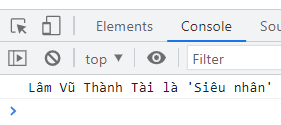 Elements Console Sou
top Filter
Lâm Vũ Thành Tài là 'Siêu nhân'